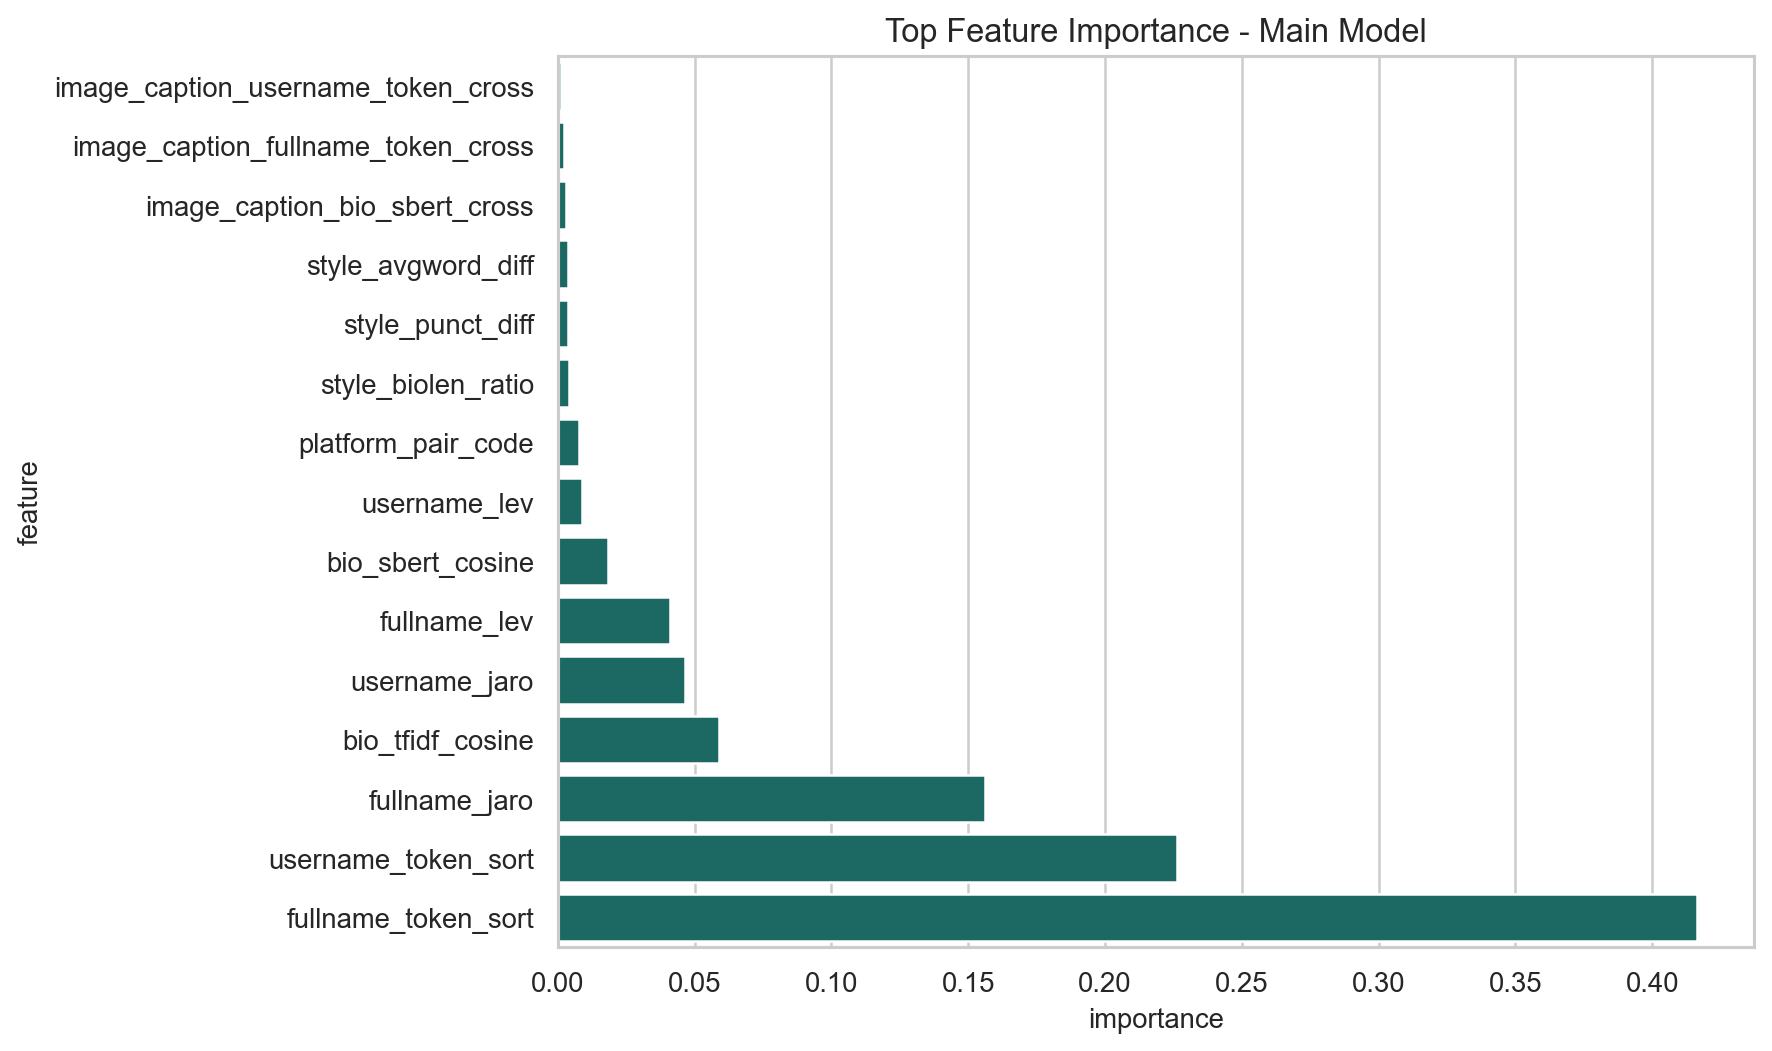 Top Feature Importance - Main Model
image_caption_username_token_cross
image_caption_fullname_token_cross
image_caption_bio_sbert_cross
style_avgword_diff
style_punct_diff
style_biolen_ratio
platform_pair_code
username_lev
bio_sbert_cosine
fullname_lev
username_jaro
bio_tfidf_cosine
fullname_jaro
username_token_sort
fullname_token_sort
feature
0.00 0.05 0.10 0.15 0.20 0.25 0.30 0.35 0.40
importance